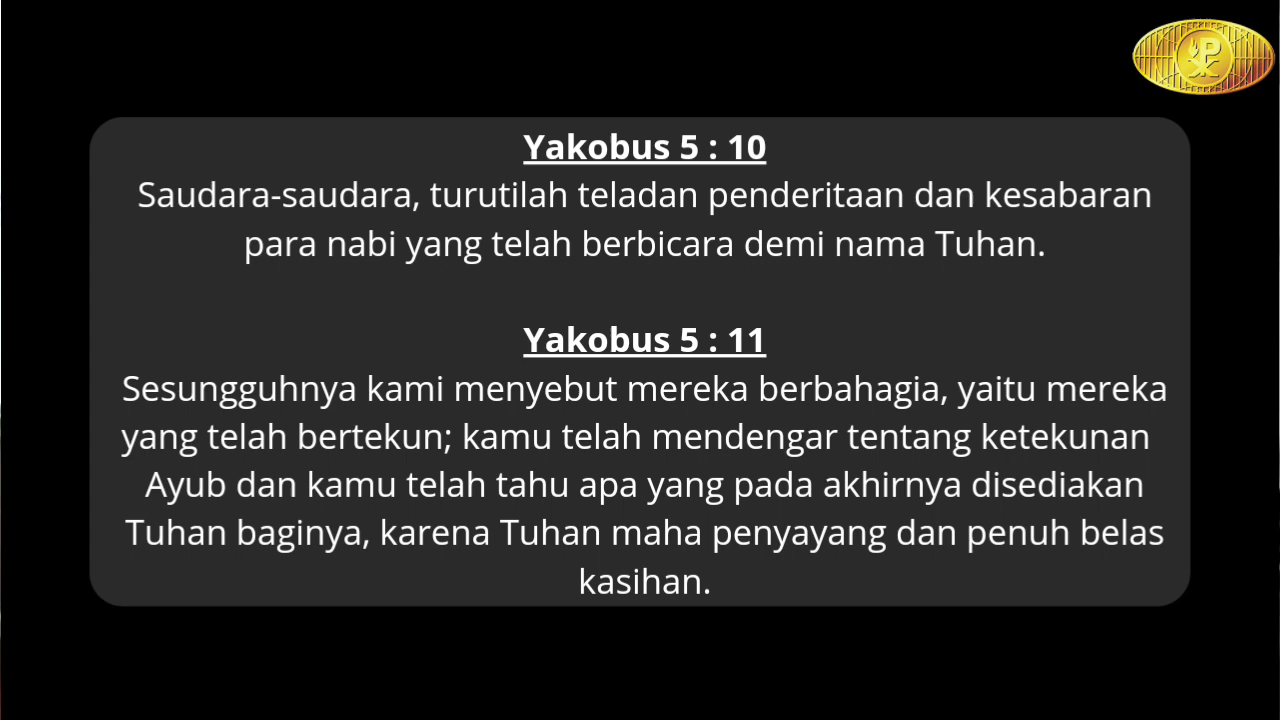 Yakobus 5 : 10
Saudara-saudara, turutilah teladan penderitaan dan kesabaran
para nabi yang telah berbicara demi nama Tuhan.
Yakobus 5 : 11
Sesungguhnya kami menyebut mereka berbahagia, yaitu mereka
yang telah bertekun; kamu telah mendengar tentang ketekunan
Ayub dan kamu telah tahu apa yang pada akhirnya disediakan
Tuhan baginya, karena Tuhan maha penyayang dan penuh belas
kasihan.